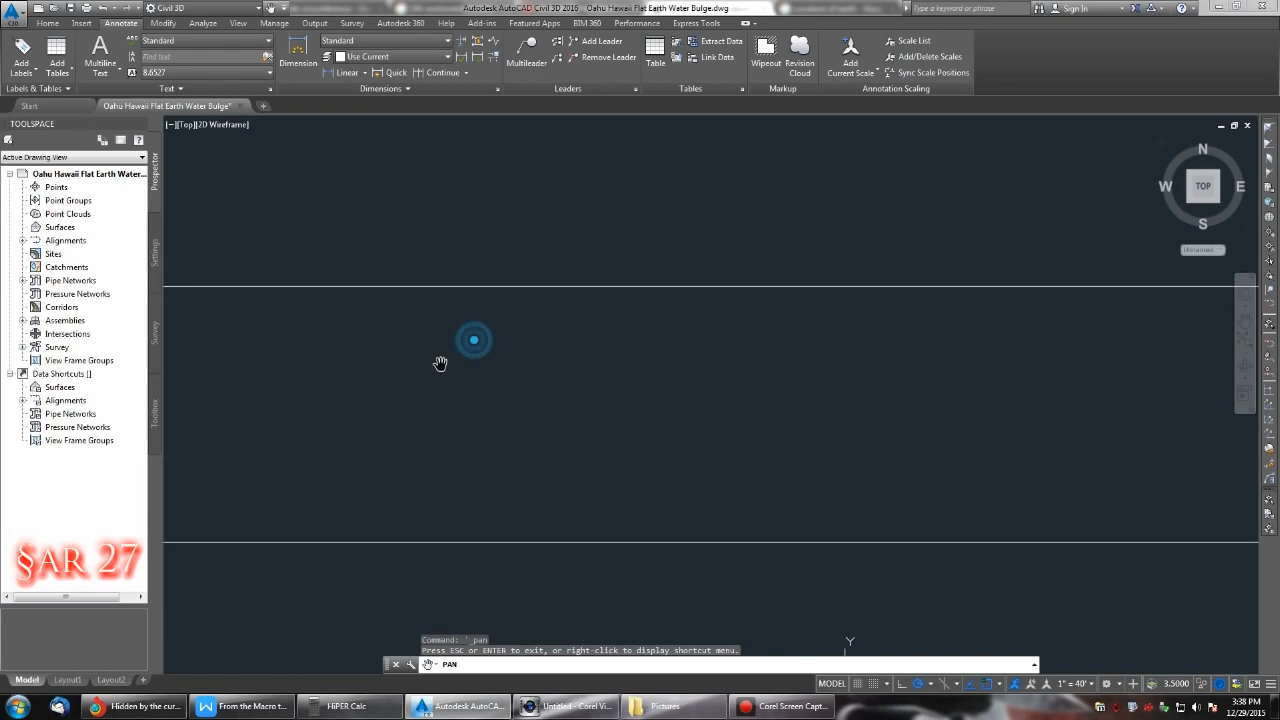 Civil 3D
Autodesk AutoCAD Civil 3D 2016 - Oahu Hawaii Flat Earth Water Bulge.dwg
Type a keyword or phrase
Sign In
Home Insert Annotate Modify Analyze View Manage Output Survey Autodesk 360 Help Add-ins Featured Apps BIM 360 Performance Express Tools
Add Labels
Add Tables
Multiline Text
Standard
Find text
8.6527
Dimension
Standard
Use Current
Linear Quick Continue
Multileader
Add Leader
Remove Leader
Table
Extract Data
Link Data
Wipeout
Revision Cloud
Add Current Scale
Scale List
Add/Delete Scales
Sync Scale Positions
Labels & Tables Text Dimensions Leaders Tables Markup Annotation Scaling
Start Oahu Hawaii Flat Earth Water Bulge*
TOOLSPACE
[−][Top][2D Wireframe]
Active Drawing View
Oahu Hawaii Flat Earth Water...
Points
Point Groups
Point Clouds
Surfaces
Alignments
Sites
Catchments
Pipe Networks
Pressure Networks
Corridors
Assemblies
Intersections
Survey
View Frame Groups
Data Shortcuts []
Surfaces
Alignments
Pipe Networks
Pressure Networks
View Frame Groups
Prospector
Settings
Survey
Toolbox
N
W TOP E
S
Unnamed
§AR 27
Y
Command: '_pan
Press ESC or ENTER to exit, or right-click to display shortcut menu.
PAN
Model Layout1 Layout2
MODEL
1" = 40'
3.5000
Hidden by the cur...
From the Macro t...
HiPER Calc
Autodesk AutoCA...
Untitled - Corel Vi...
Pictures
Corel Screen Capt...
3:38 PM
12/29/2015